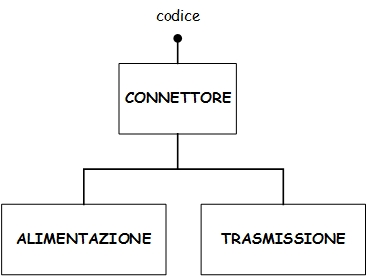 codice
CONNETTORE
ALIMENTAZIONE
TRASMISSIONE